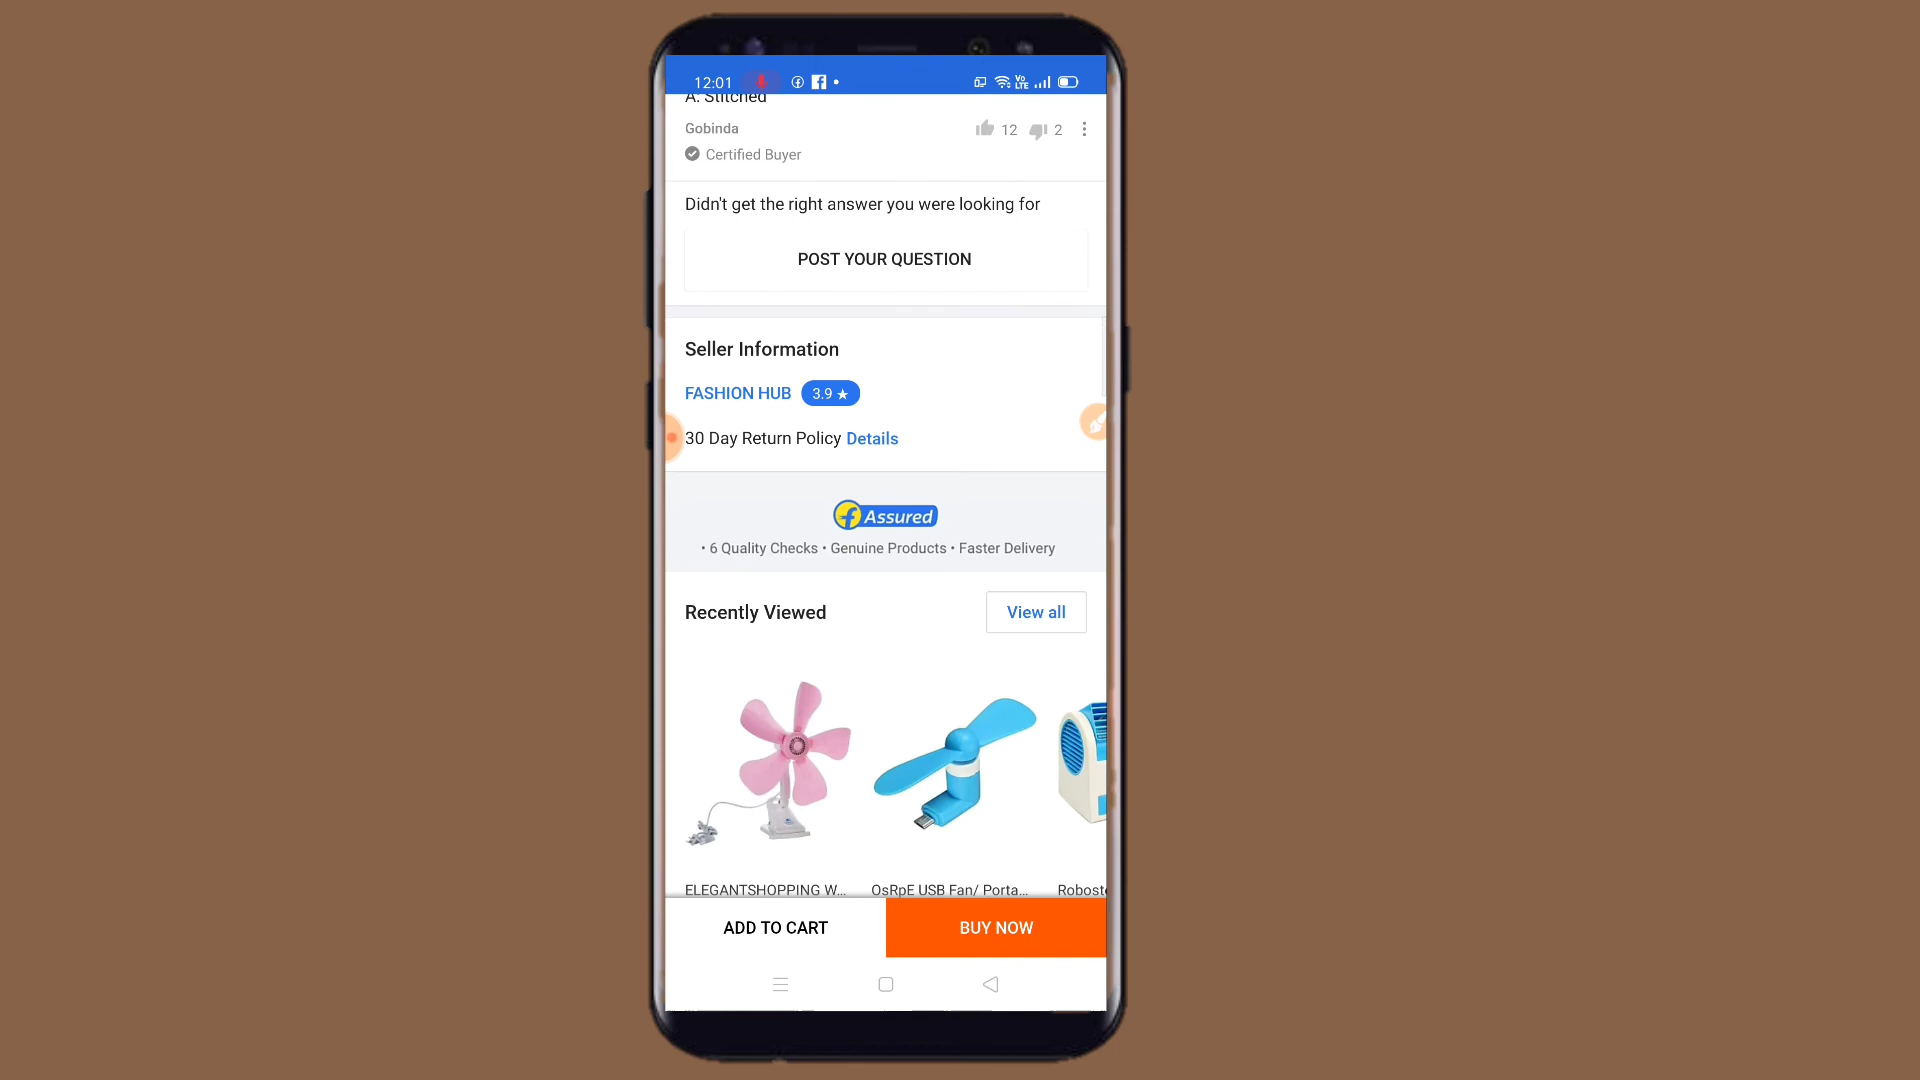 12:01
Vo
LTE
A: Stitched
Gobinda
12
2
Certified Buyer
Didn't get the right answer you were looking for
POST YOUR QUESTION
Seller Information
FASHION HUB 3.9 ★
30 Day Return Policy Details
f Assured
• 6 Quality Checks • Genuine Products • Faster Delivery
Recently Viewed
View all
ELEGANTSHOPPING W...
OsRpE USB Fan/ Porta...
Robost
ADD TO CART
BUY NOW